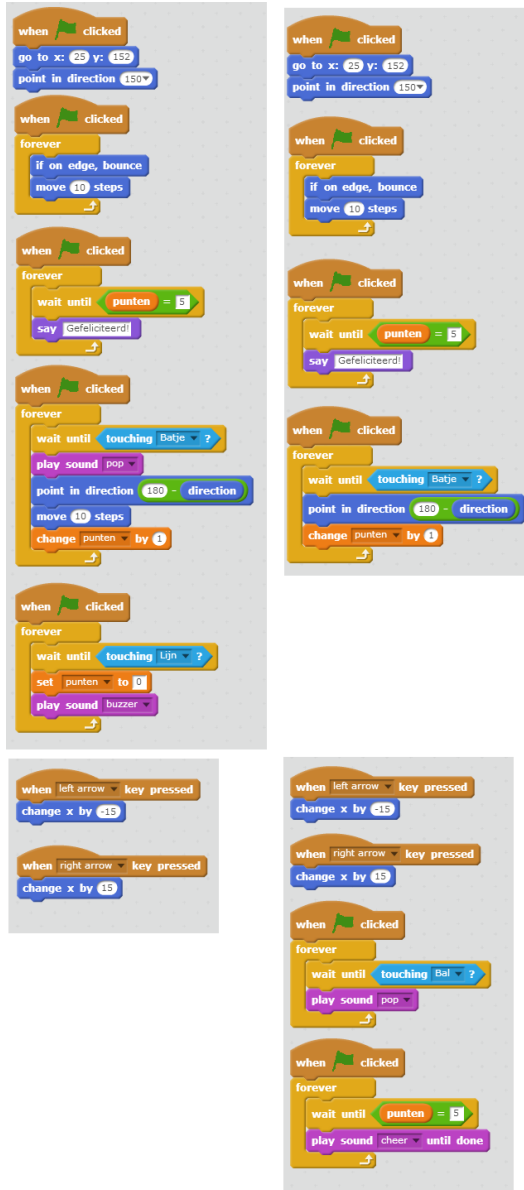 when clicked
go to x: 25 y: 152
point in direction 150
when clicked
forever
if on edge, bounce
move 10 steps
when clicked
forever
wait until punten = 5
say Gefeliciteerd!
when clicked
forever
wait until touching Batje ?
play sound pop
point in direction 180 - direction
move 10 steps
change punten by 1
when clicked
forever
wait until touching Lijn ?
set punten to 0
play sound buzzer
when clicked
go to x: 25 y: 152
point in direction 150
when clicked
forever
if on edge, bounce
move 10 steps
when clicked
forever
wait until punten = 5
say Gefeliciteerd!
when clicked
forever
wait until touching Batje ?
point in direction 180 - direction
change punten by 1
when left arrow key pressed
change x by -15
when right arrow key pressed
change x by 15
when left arrow key pressed
change x by -15
when right arrow key pressed
change x by 15
when clicked
forever
wait until touching Bal ?
play sound pop
when clicked
forever
wait until punten = 5
play sound cheer until done